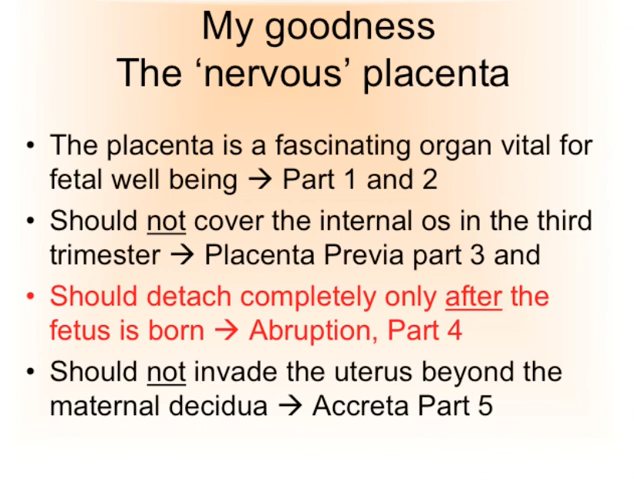 My goodness
The ‘nervous’ placenta
• The placenta is a fascinating organ vital for
fetal well being → Part 1 and 2
• Should not cover the internal os in the third
trimester → Placenta Previa part 3 and
• Should detach completely only after the
fetus is born → Abruption, Part 4
• Should not invade the uterus beyond the
maternal decidua → Accreta Part 5